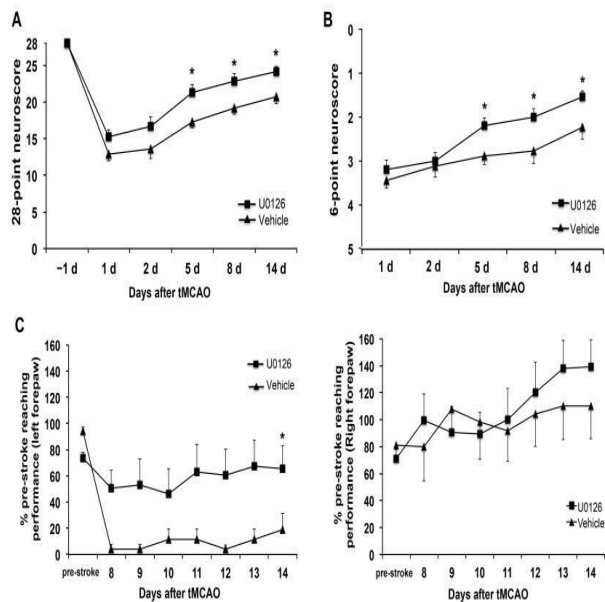 A
28-point neuroscore
28
25
20
15
10
5
0
*
*
*
U0126
Vehicle
−1 d
1 d
2 d
5 d
8 d
14 d
Days after tMCAO
B
6-point neuroscore
0
1
2
3
4
5
*
*
*
U0126
Vehicle
1 d
2 d
5 d
8 d
14 d
Days after tMCAO
C
% pre-stroke reaching
performance (left forepaw)
160
140
120
100
80
60
40
20
0
U0126
Vehicle
*
pre-stroke
8
9
10
11
12
13
14
Days after tMCAO
% pre-stroke reaching
performance (Right forepaw)
160
140
120
100
80
60
40
20
0
U0126
Vehicle
pre-stroke
8
9
10
11
12
13
14
Days after tMCAO